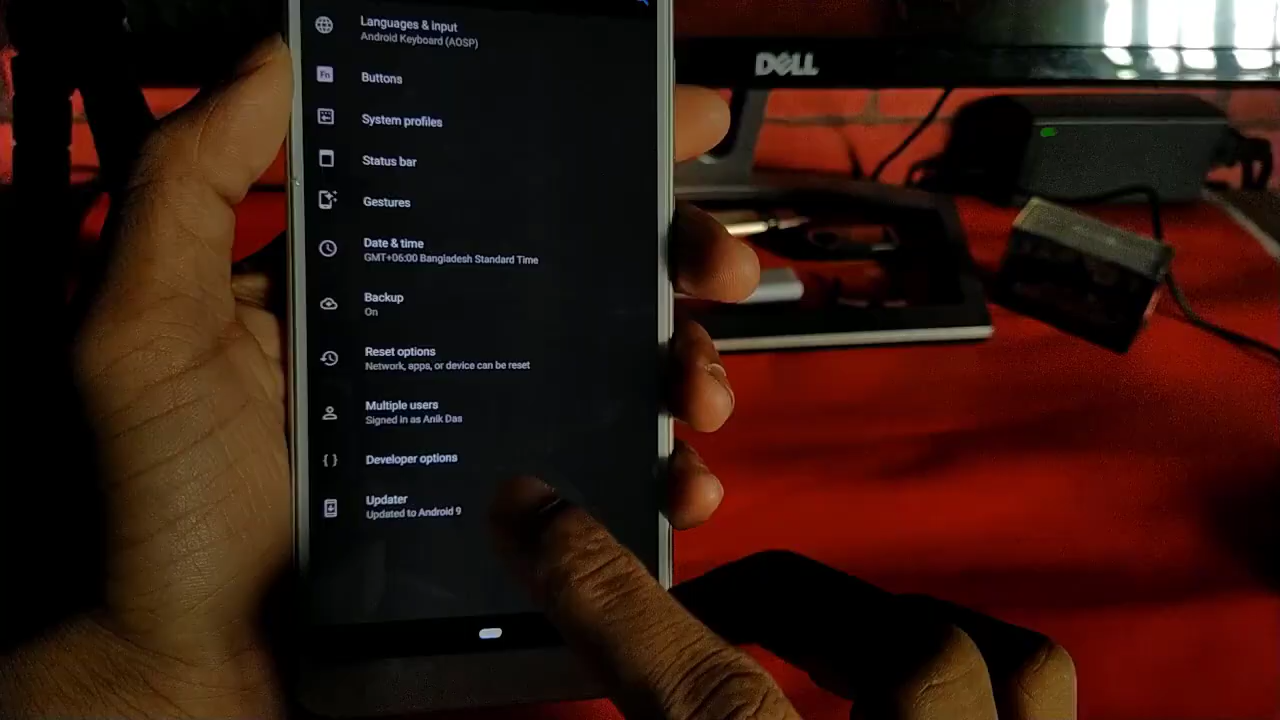 Languages & input
Android Keyboard (AOSP)
Fn
Buttons
System profiles
Status bar
Gestures
Date & time
GMT+06:00 Bangladesh Standard Time
Backup
On
Reset options
Network, apps, or device can be reset
Multiple users
Signed in as Anik Das
{ } Developer options
Updater
Updated to Android 9
DELL